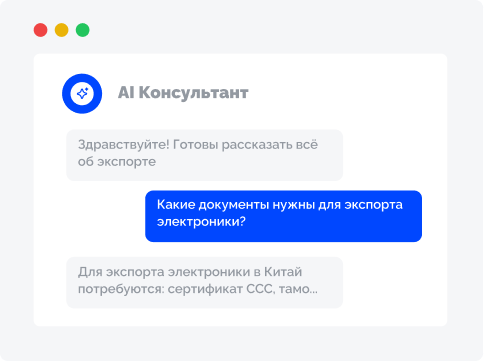 AI Консультант
Здравствуйте! Готовы рассказать всё
об экспорте
Какие документы нужны для экспорта
электроники?
Для экспорта электроники в Китай
потребуются: сертификат CCC, тамо...